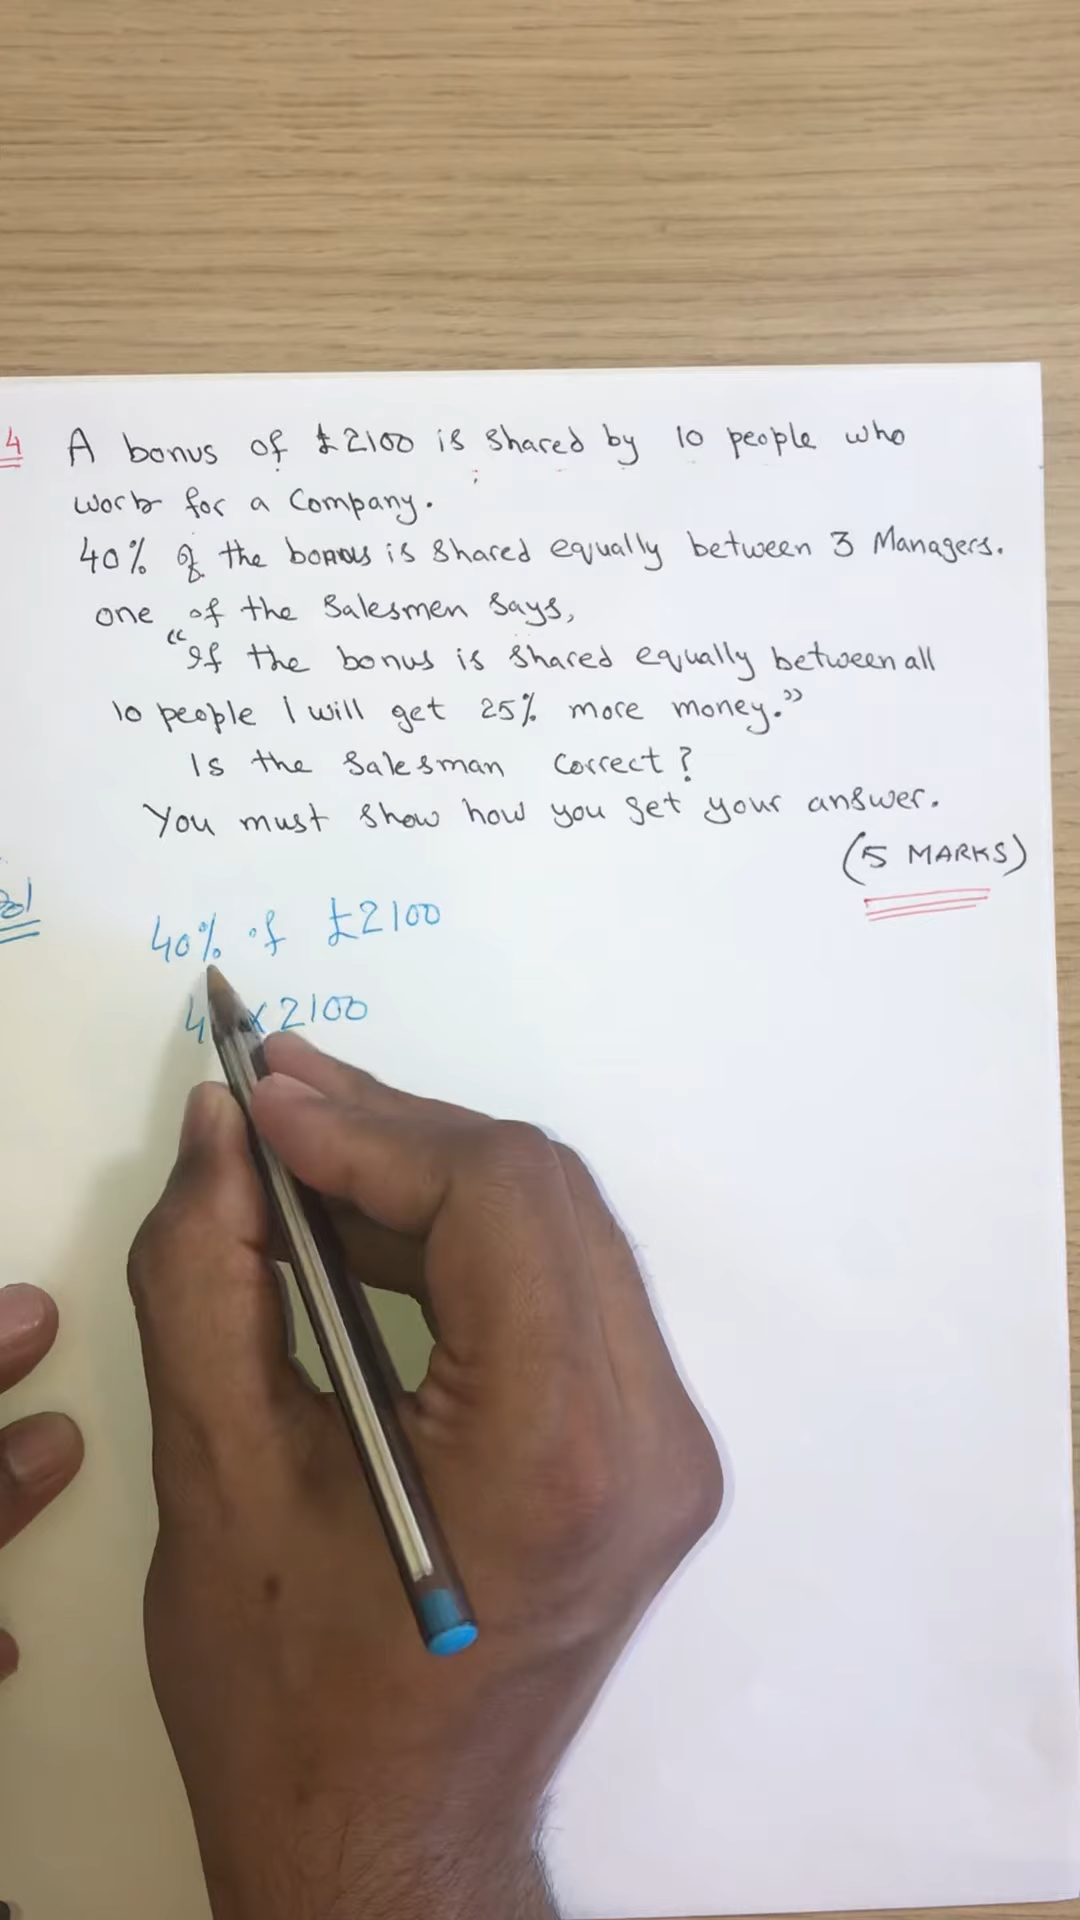 4 A bonus of £2100 is shared by 10 people who
work for a Company.
40% of the bonus is shared equally between 3 Managers.
one of the Salesmen says,
"If the bonus is shared equally between all
10 people I will get 25% more money."
Is the Salesman Correct?
You must show how you get your answer.
(5 MARKS)
40% of £2100
4 × 2100